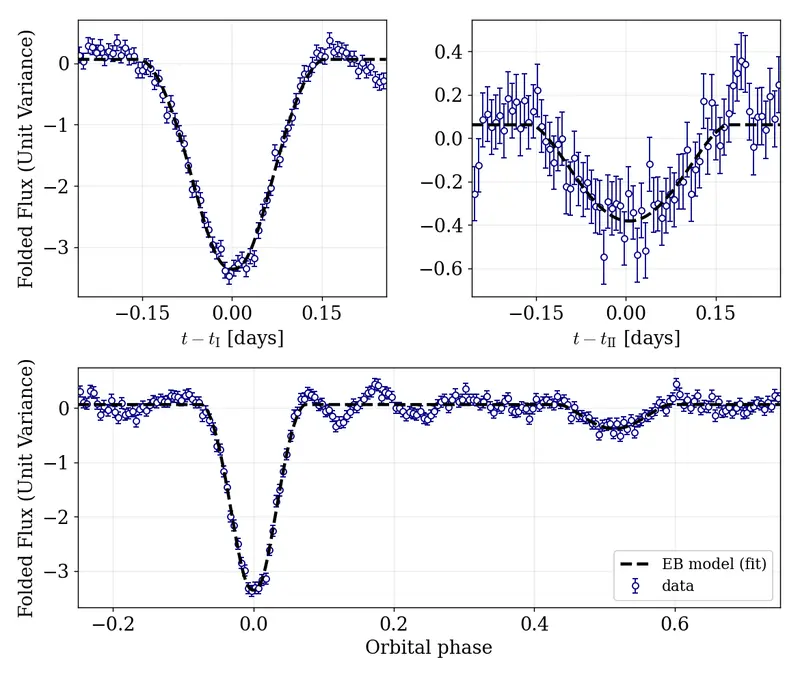 Folded Flux (Unit Variance)
0
−1
−2
−3
−0.15 0.00 0.15
t − tI [days]
0.4
0.2
0.0
−0.2
−0.4
−0.6
−0.15 0.00 0.15
t − tII [days]
Folded Flux (Unit Variance)
0
−1
−2
−3
EB model (fit)
data
−0.2 0.0 0.2 0.4 0.6
Orbital phase